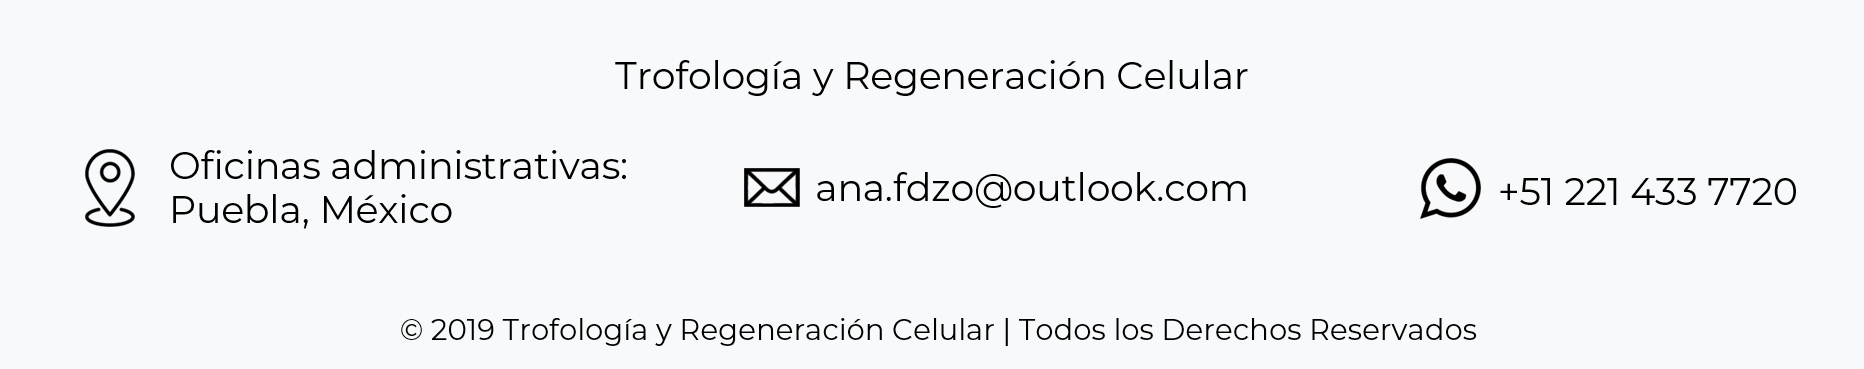 Trofología y Regeneración Celular
Oficinas administrativas:
Puebla, México
ana.fdzo@outlook.com
+51 221 433 7720
© 2019 Trofología y Regeneración Celular | Todos los Derechos Reservados